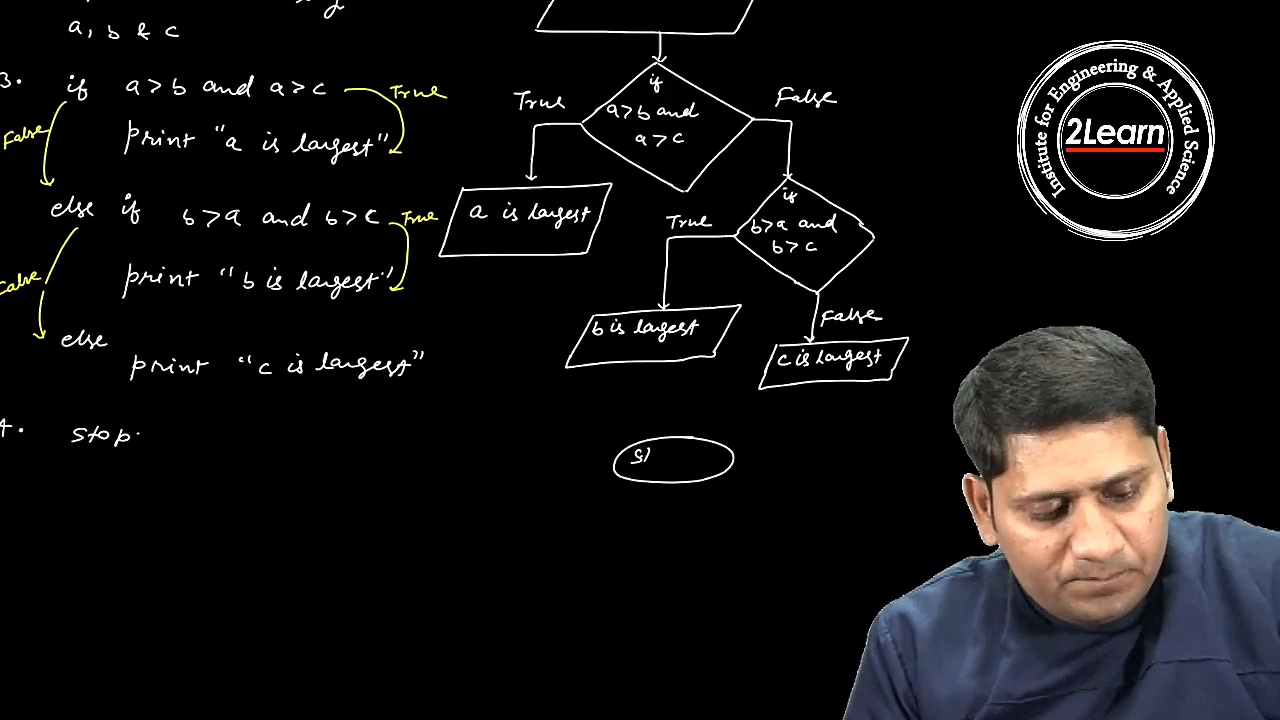 a, b & c
3. if a > b and a > c True
False
print "a is largest"
else if b > a and b > c True
False
print "b is largest"
else
print "c is largest"
4. stop.
if
a>b and
a>c
True
False
a is largest
if
b>a and
b>c
True
False
b is largest
c is largest
Institute for Engineering & Applied Science
2Learn